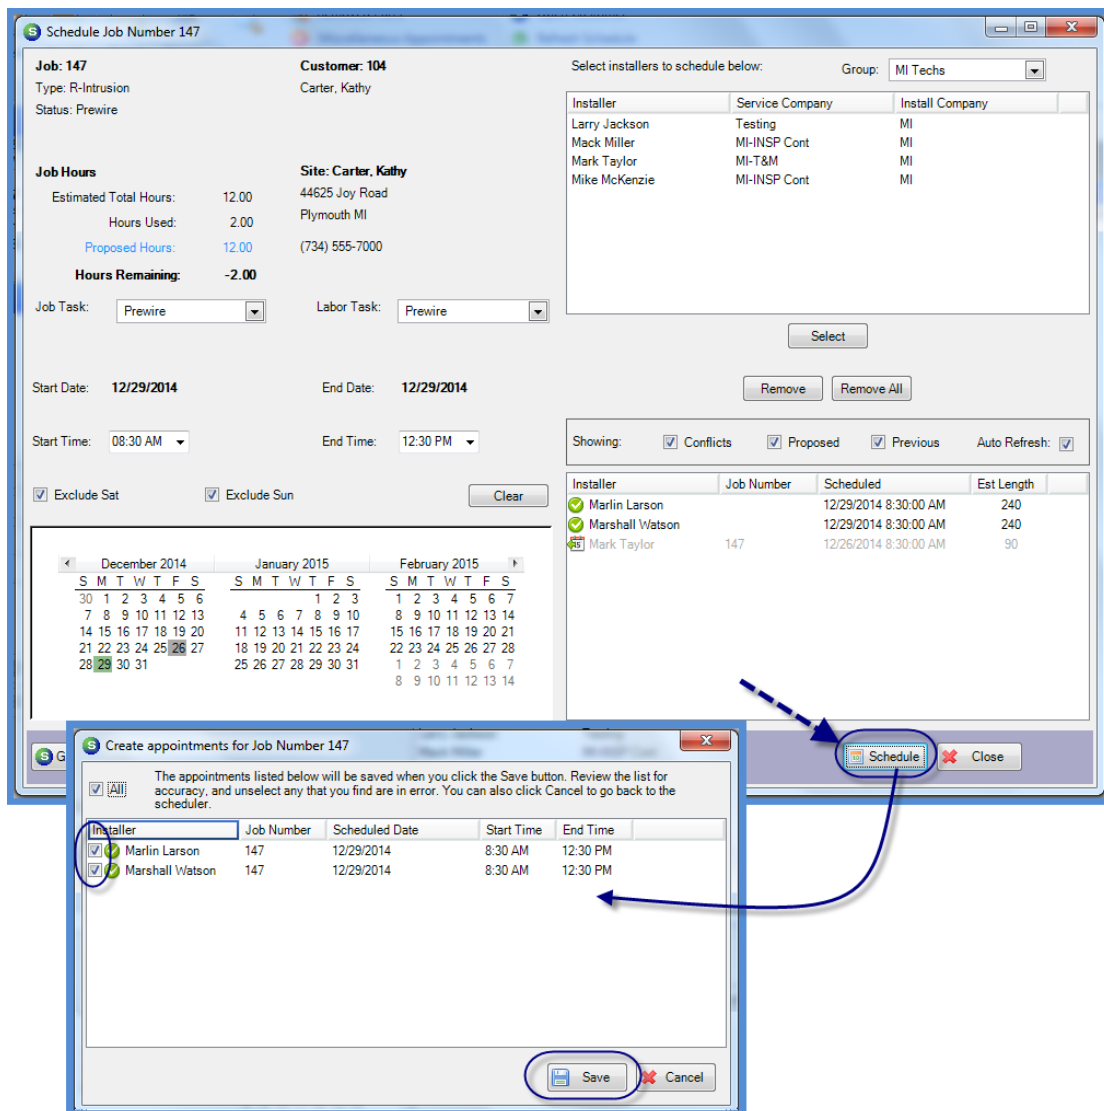 Schedule Job Number 147
Job: 147
Type: R-Intrusion
Status: Prewire
Customer: 104
Carter, Kathy
Job Hours
Estimated Total Hours: 12.00
Hours Used: 2.00
Proposed Hours: 12.00
Hours Remaining: -2.00
Site: Carter, Kathy
44625 Joy Road
Plymouth MI
(734) 555-7000
Job Task: Prewire
Labor Task: Prewire
Start Date: 12/29/2014
End Date: 12/29/2014
Start Time: 08:30 AM
End Time: 12:30 PM
Exclude Sat
Exclude Sun
Clear
December 2014
S M T W T F S
30 1 2 3 4 5 6
7 8 9 10 11 12 13
14 15 16 17 18 19 20
21 22 23 24 25 26 27
28 29 30 31
January 2015
S M T W T F S
1 2 3
4 5 6 7 8 9 10
11 12 13 14 15 16 17
18 19 20 21 22 23 24
25 26 27 28 29 30 31
February 2015
S M T W T F S
1 2 3 4 5 6 7
8 9 10 11 12 13 14
15 16 17 18 19 20 21
22 23 24 25 26 27 28
1 2 3 4 5 6 7
8 9 10 11 12 13 14
Select installers to schedule below:
Group: MI Techs
Installer Service Company Install Company
Larry Jackson Testing MI
Mack Miller MI-INSP Cont MI
Mark Taylor MI-T&M MI
Mike McKenzie MI-INSP Cont MI
Select
Remove
Remove All
Showing: Conflicts Proposed Previous Auto Refresh:
Installer Job Number Scheduled Est Length
Marlin Larson 12/29/2014 8:30:00 AM 240
Marshall Watson 12/29/2014 8:30:00 AM 240
Mark Taylor 147 12/26/2014 8:30:00 AM 90
G
Schedule
Close
Create appointments for Job Number 147
All
The appointments listed below will be saved when you click the Save button. Review the list for
accuracy, and unselect any that you find are in error. You can also click Cancel to go back to the
scheduler.
Installer Job Number Scheduled Date Start Time End Time
Marlin Larson 147 12/29/2014 8:30 AM 12:30 PM
Marshall Watson 147 12/29/2014 8:30 AM 12:30 PM
Save
Cancel